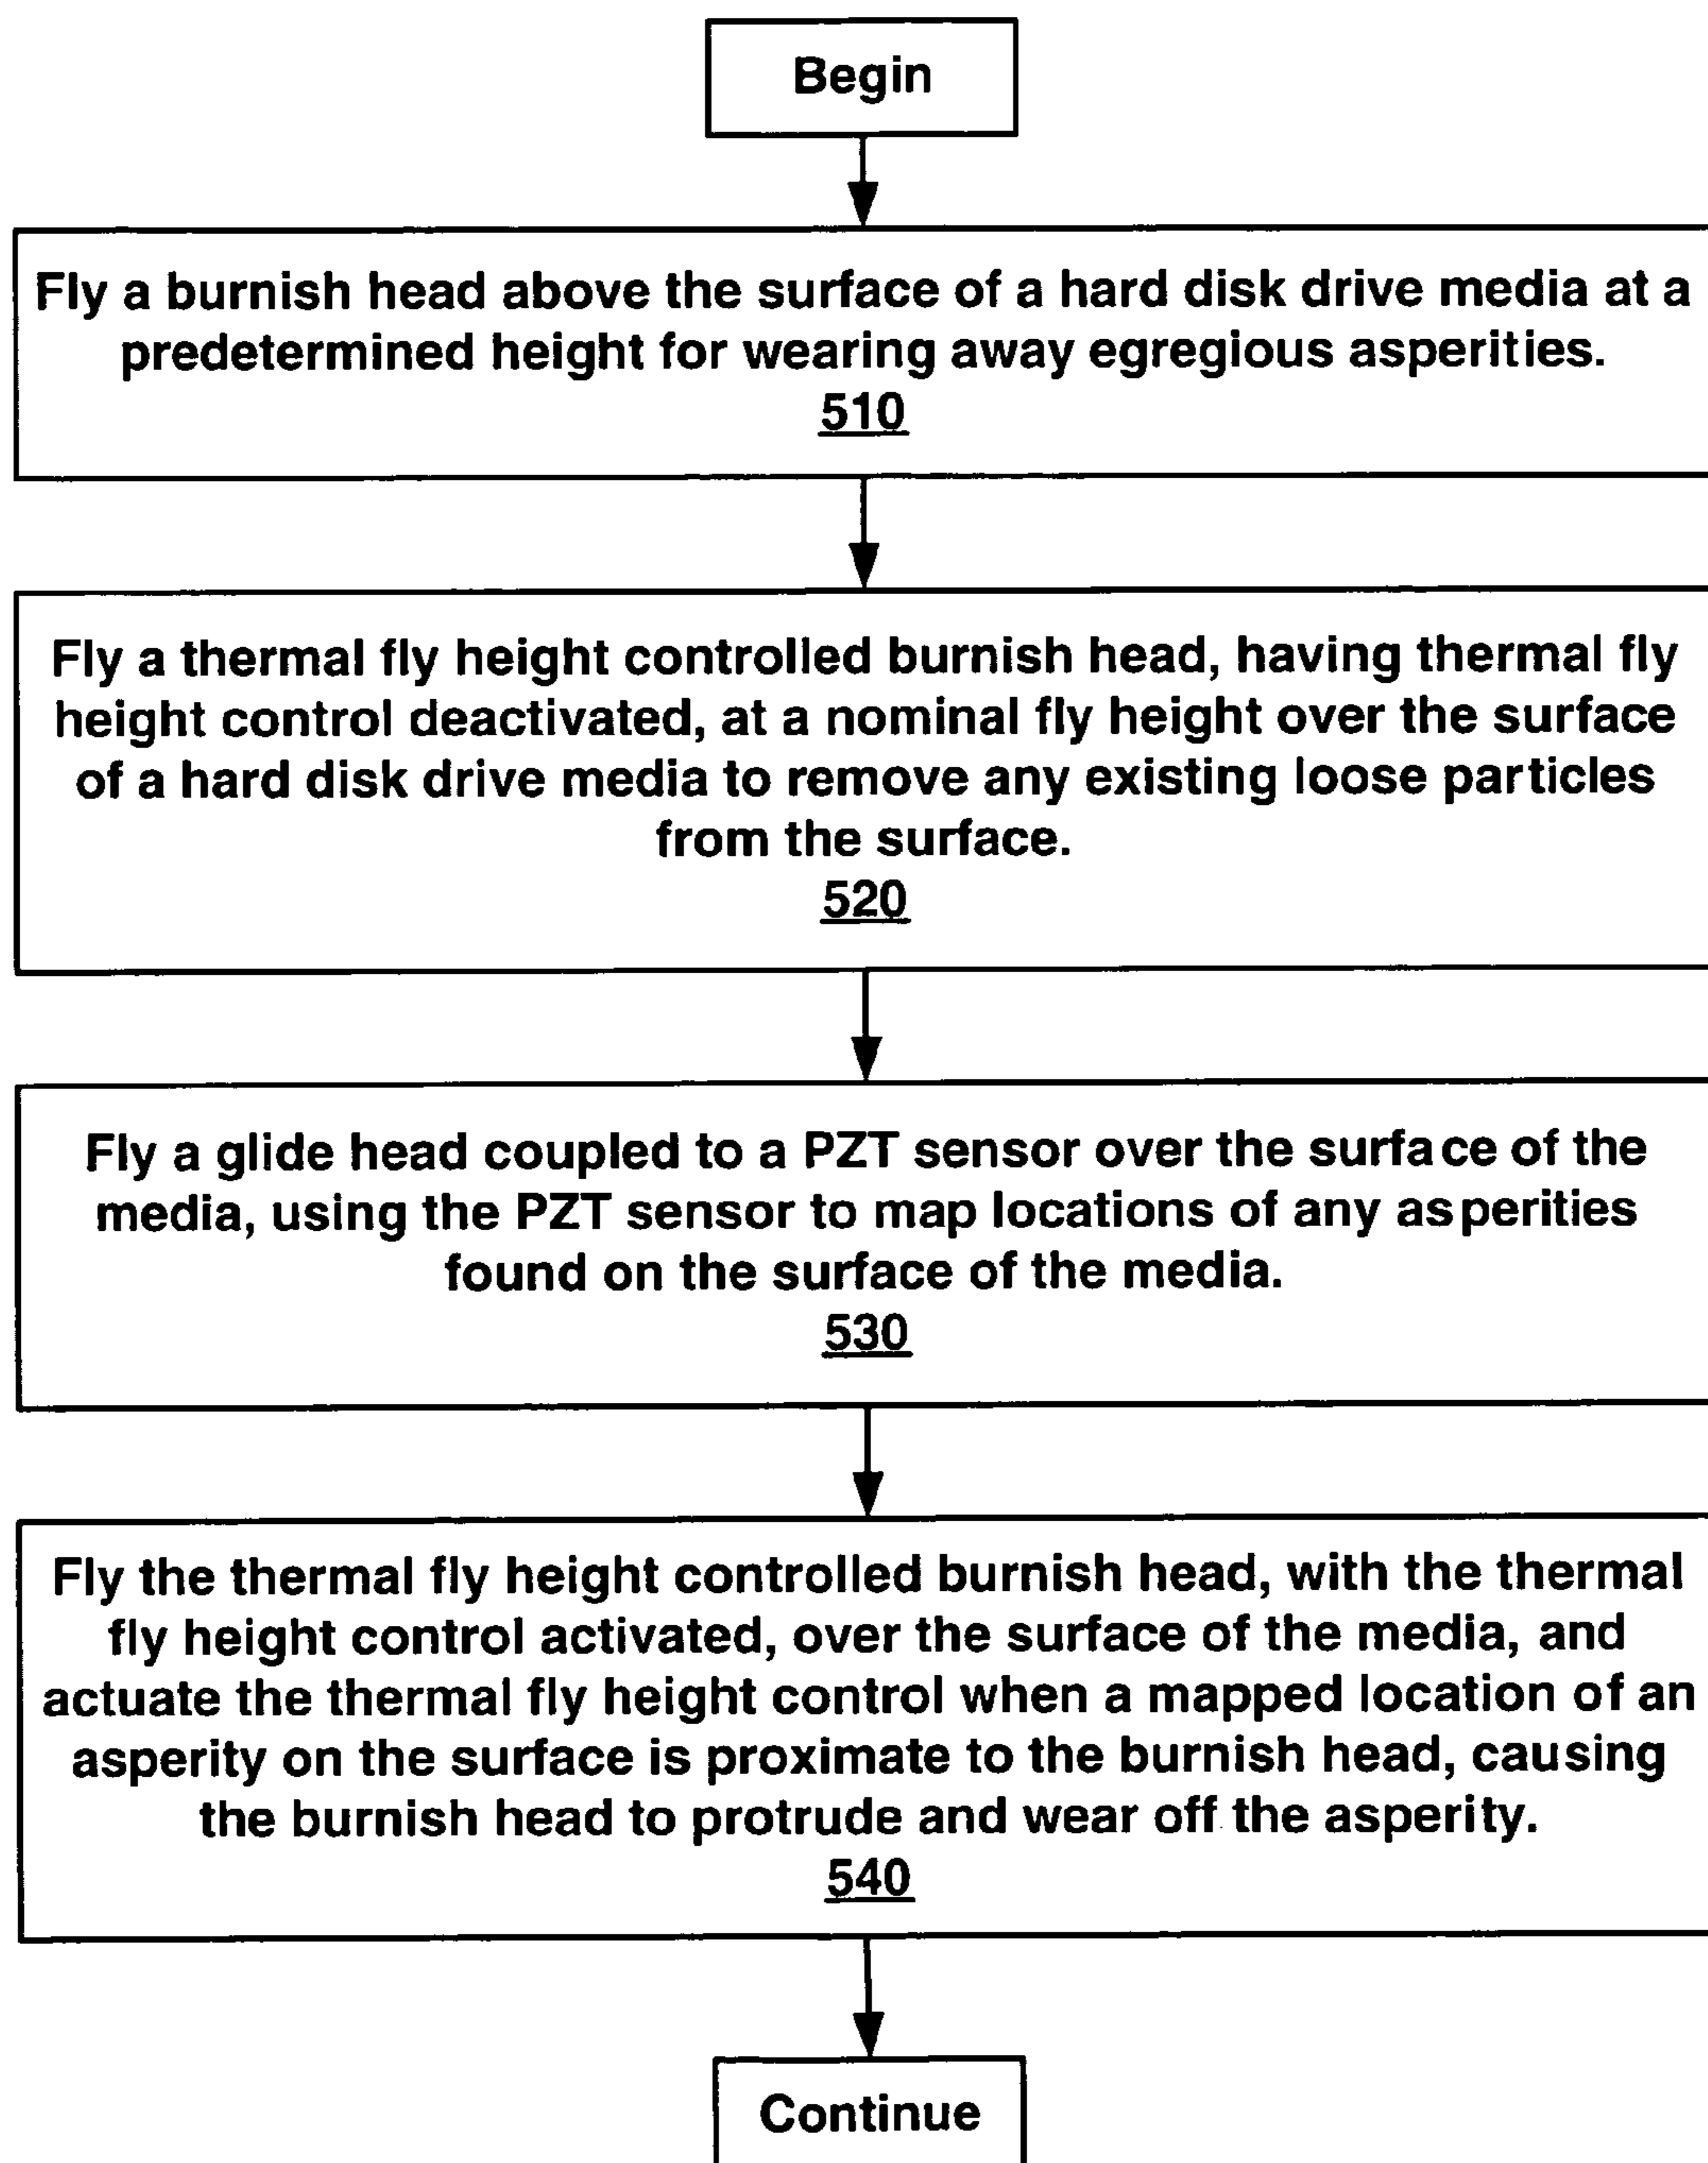 Begin
Fly a burnish head above the surface of a hard disk drive media at a
predetermined height for wearing away egregious asperities.
510
Fly a thermal fly height controlled burnish head, having thermal fly
height control deactivated, at a nominal fly height over the surface
of a hard disk drive media to remove any existing loose particles
from the surface.
520
Fly a glide head coupled to a PZT sensor over the surface of the
media, using the PZT sensor to map locations of any asperities
found on the surface of the media.
530
Fly the thermal fly height controlled burnish head, with the thermal
fly height control activated, over the surface of the media, and
actuate the thermal fly height control when a mapped location of an
asperity on the surface is proximate to the burnish head, causing
the burnish head to protrude and wear off the asperity.
540
Continue